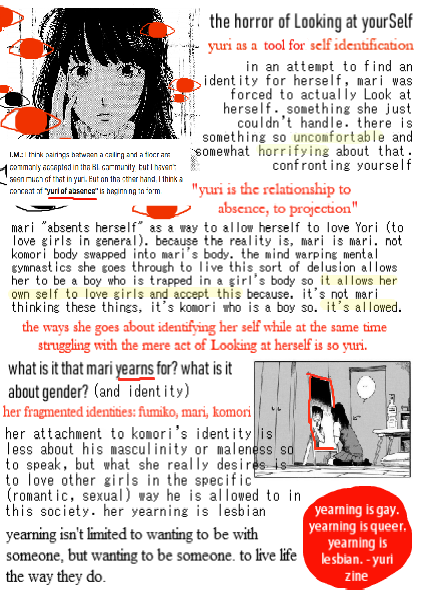 the horror of Looking at yourSelf
yuri as a tool for self identification
in an attempt to find an
identity for herself, mari was
forced to actually Look at
herself. something she just
couldn't handle. there is
something so uncomfortable and
somewhat horrifying about that.
confronting yourself
I.M.: I think pairings between a ceiling and a floor are
commonly accepted in the BL community, but I haven't
seen much of that in yuri. But on the other hand, I think a
concept of "yuri of absence" is beginning to form.
"yuri is the relationship to
absence, to projection"
mari "absents herself" as a way to allow herself to love Yori (to
love girls in general). because the reality is, mari is mari. not
komori body swapped into mari's body. the mind warping mental
gymnastics she goes through to live this sort of delusion allows
her to be a boy who is trapped in a girl's body so it allows her
own self to love girls and accept this because. it's not mari
thinking these things, it's komori who is a boy so. it's allowed.
the ways she goes about identifying her self while at the same time
struggling with the mere act of Looking at herself is so yuri.
what is it that mari yearns for? what is it
about gender? (and identity)
her fragmented identities: fumiko, mari, komori
her attachment to komori's identity is
less about his masculinity or maleness so
to speak, but what she really desires is
to love other girls in the specific
(romantic, sexual) way he is allowed to in
this society. her yearning is lesbian
yearning isn't limited to wanting to be with
someone, but wanting to be someone. to live life
the way they do.
yearning is gay.
yearning is queer.
yearning is
lesbian. - yuri
zine